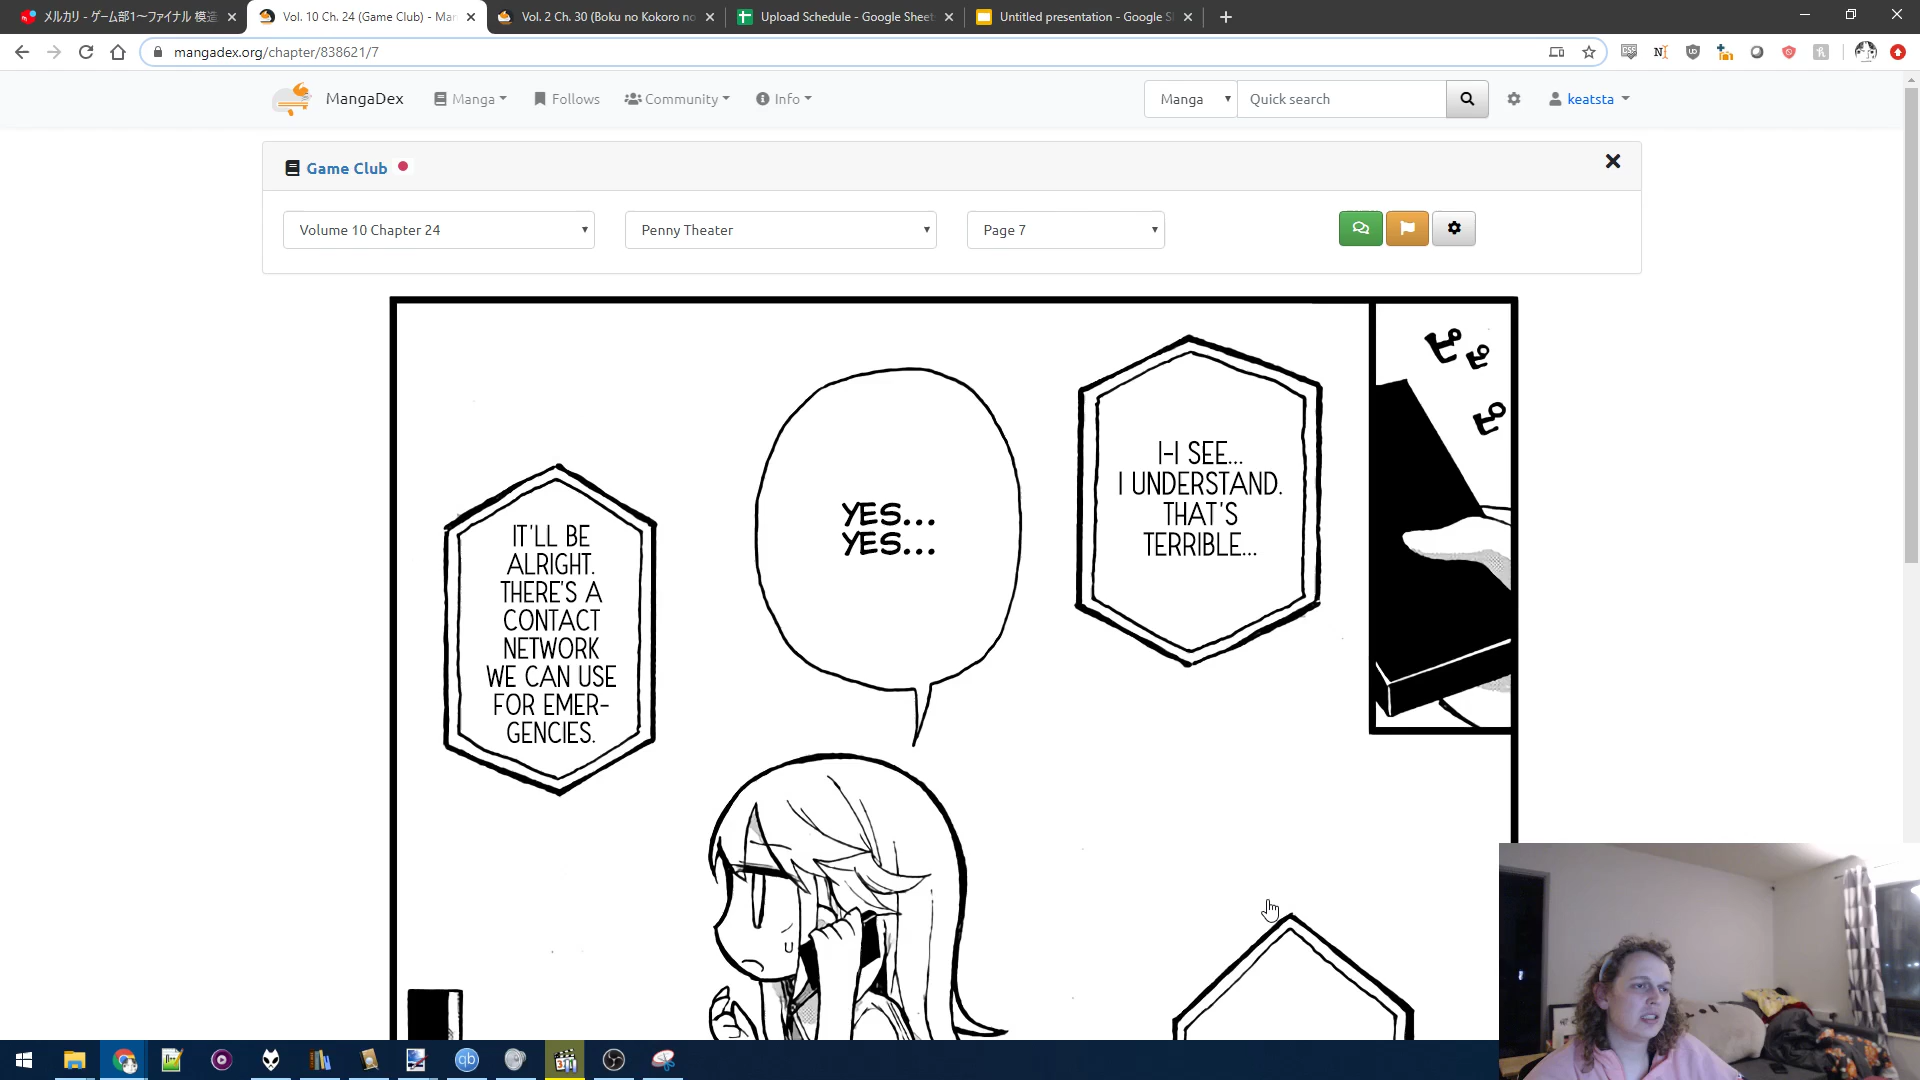 メルカリ - ゲーム部1〜ファイナル 模造
Vol. 10 Ch. 24 (Game Club) - Man
Vol. 2 Ch. 30 (Boku no Kokoro no
Upload Schedule - Google Sheets
Untitled presentation - Google Sl
mangadex.org/chapter/838621/7
MangaDex
Manga
Follows
Community
Info
Manga
Quick search
keatsta
Game Club
Volume 10 Chapter 24
Penny Theater
Page 7
ピ
ピ
ピ
I-I SEE...
I UNDERSTAND.
THAT'S
TERRIBLE...
YES...
YES...
IT'LL BE
ALRIGHT.
THERE'S A
CONTACT
NETWORK
WE CAN USE
FOR EMER-
GENCIES.